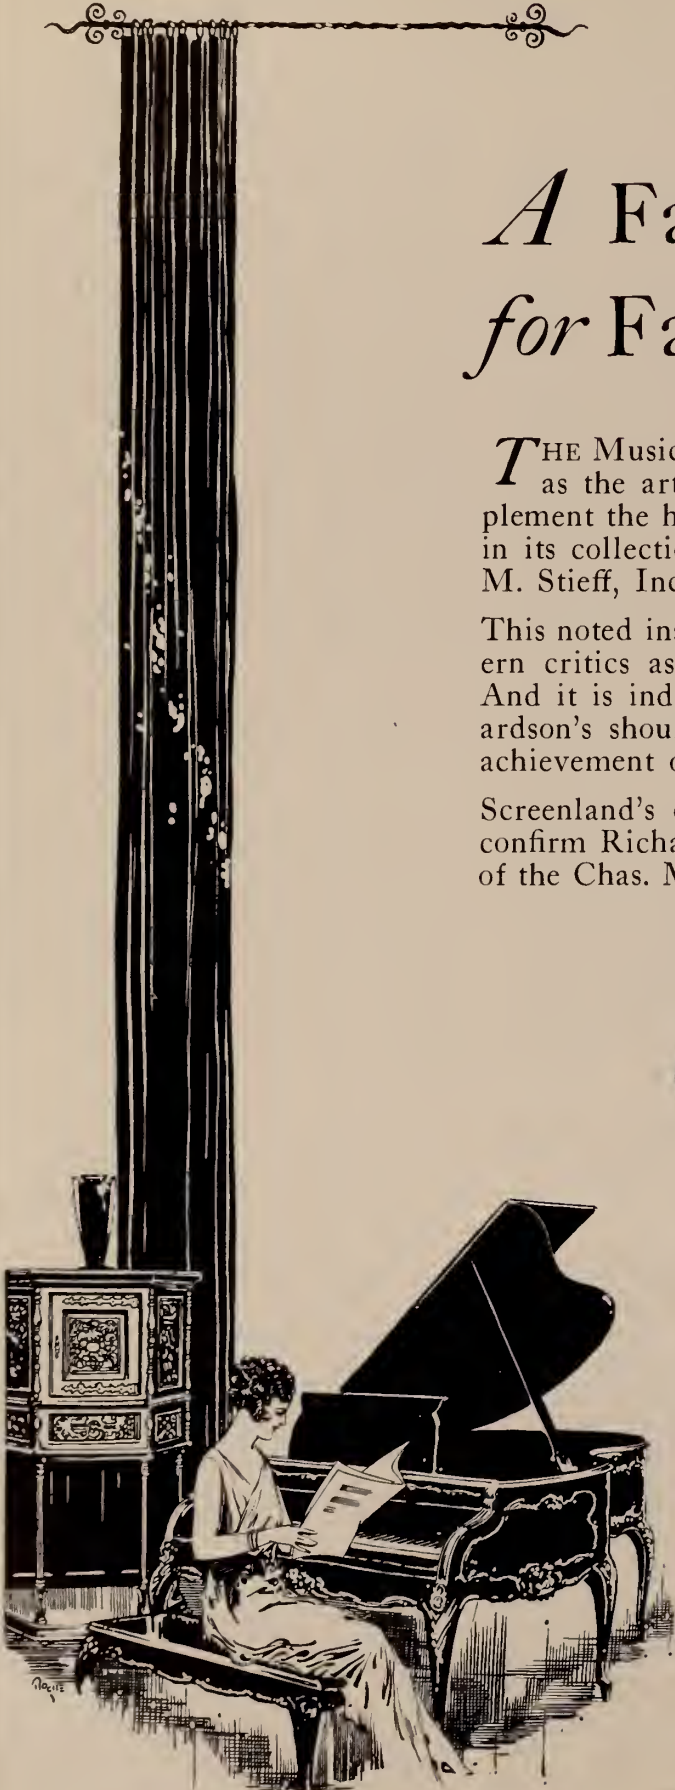 A Fa
for Fa
THE Music
as the art
plement the h
in its collecti
M. Stieff, Inc
This noted ins
ern critics as
And it is ind
ardson's shou
achievement o
Screenland's
confirm Richa
of the Chas. M